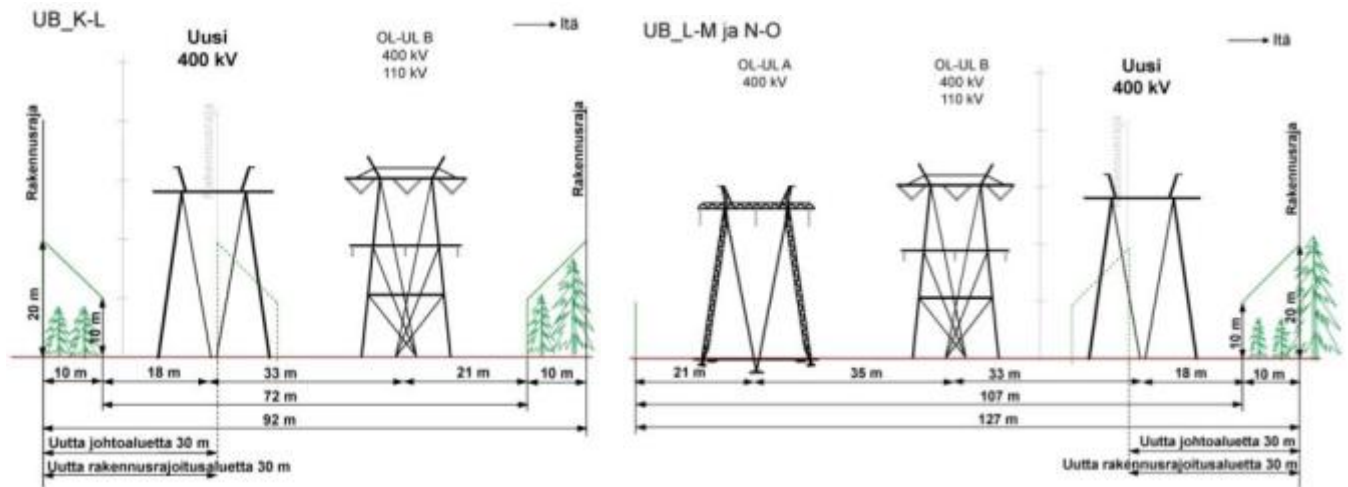 UB_K-L
Itä
Uusi
400 kV
OL-UL B
400 kV
110 kV
Rakennusraja
Rakennusraja
20 m
10 m
10 m
18 m
33 m
21 m
10 m
72 m
92 m
Uutta johtoaluetta 30 m
Uutta rakennusrajoitusaluetta 30 m
UB_L-M ja N-O
Itä
OL-UL A
400 kV
OL-UL B
400 kV
110 kV
Uusi
400 kV
Rakennusraja
10 m
20 m
21 m
35 m
33 m
18 m
10 m
107 m
127 m
Uutta johtoaluetta 30 m
Uutta rakennusrajoitusaluetta 30 m